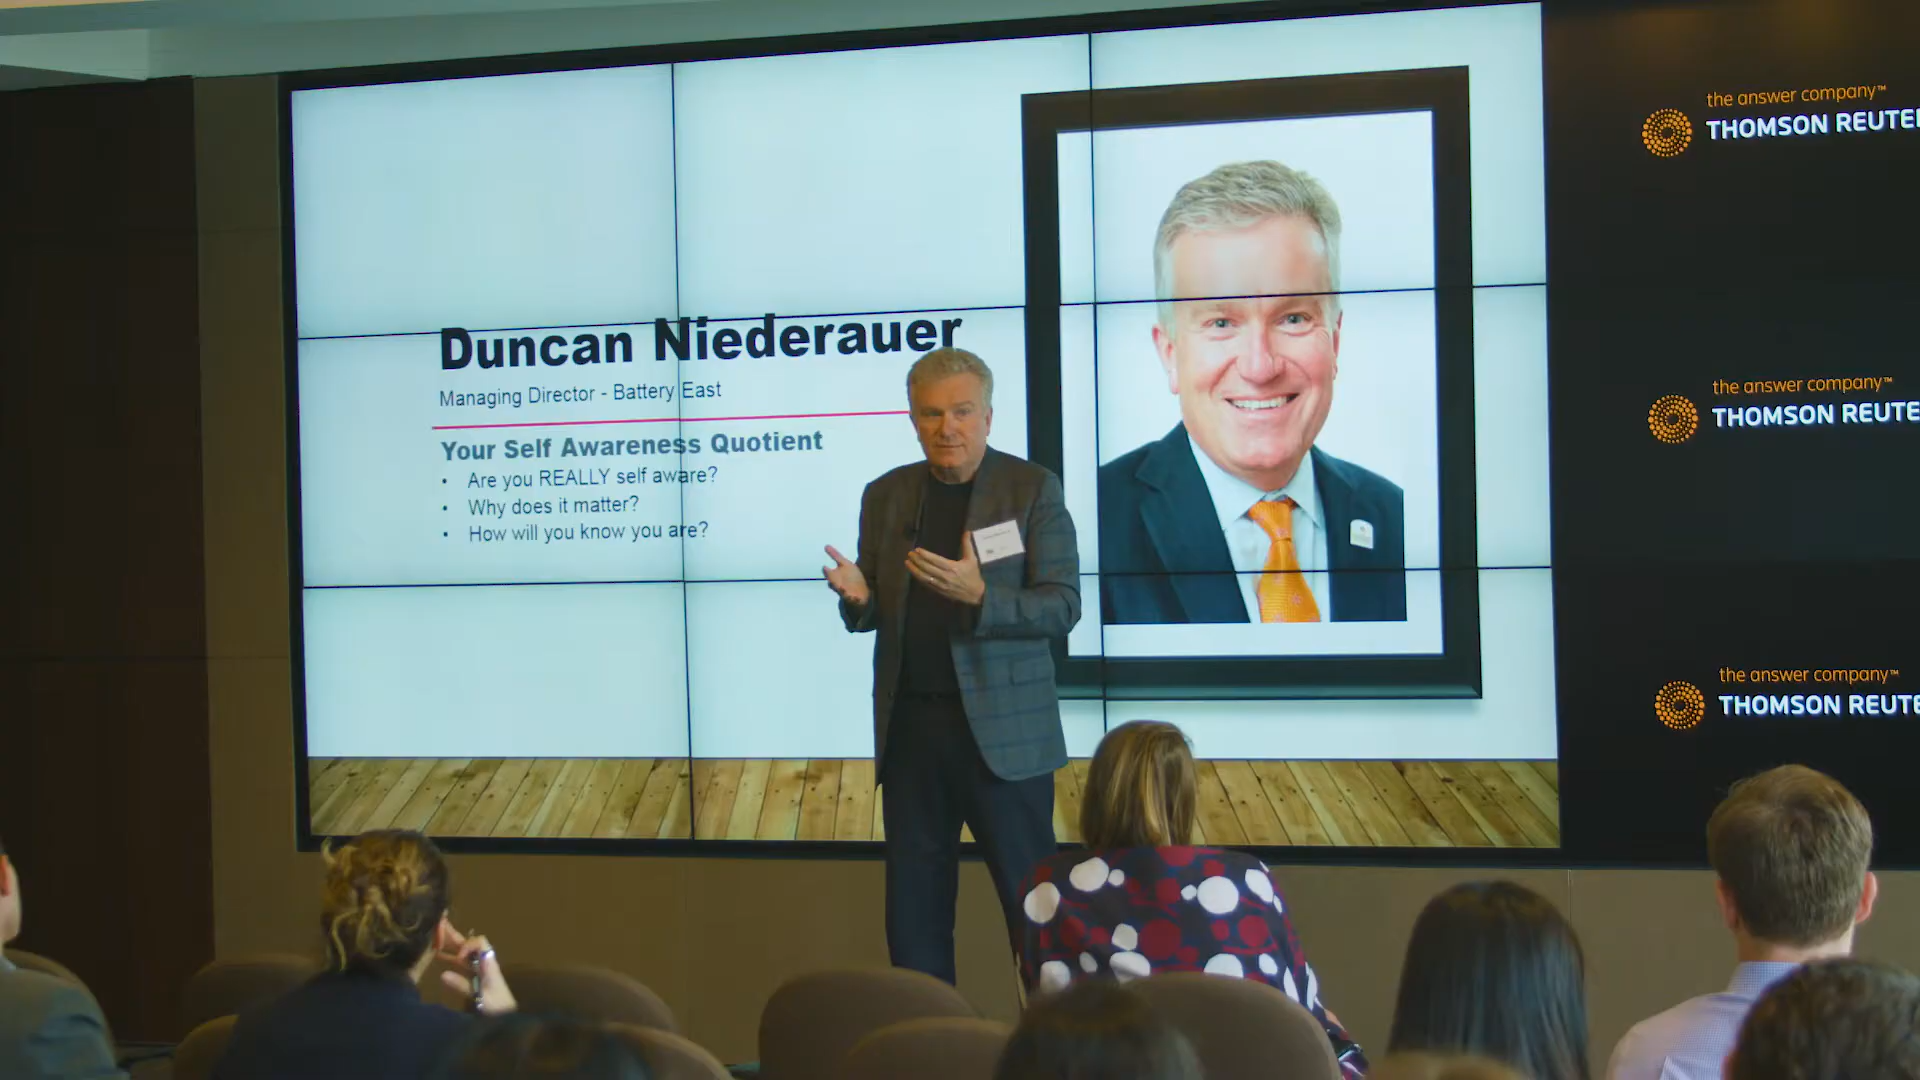 Duncan Niederauer
Managing Director - Battery East
Your Self Awareness Quotient
• Are you REALLY self aware?
• Why does it matter?
• How will you know you are?
the answer company™
THOMSON REUTE
the answer company™
THOMSON REUTE
the answer company™
THOMSON REUTE